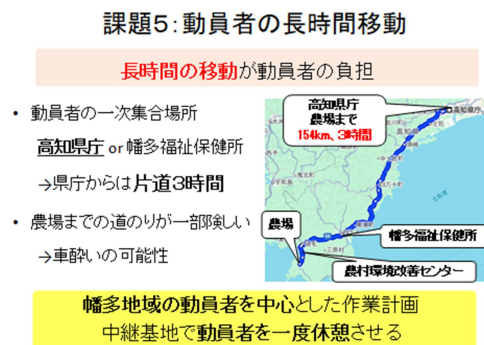 課題5:動員者の長時間移動
長時間の移動が動員者の負担
• 動員者の一次集合場所
高知県庁 or 幡多福祉保健所
→県庁からは片道3時間
• 農場までの道のりが一部険しい
→車酔いの可能性
高知県庁
農場まで
154km、3時間
農場
幡多福祉保健所
農村環境改善センター
幡多地域の動員者を中心とした作業計画
中継基地で動員者を一度休憩させる